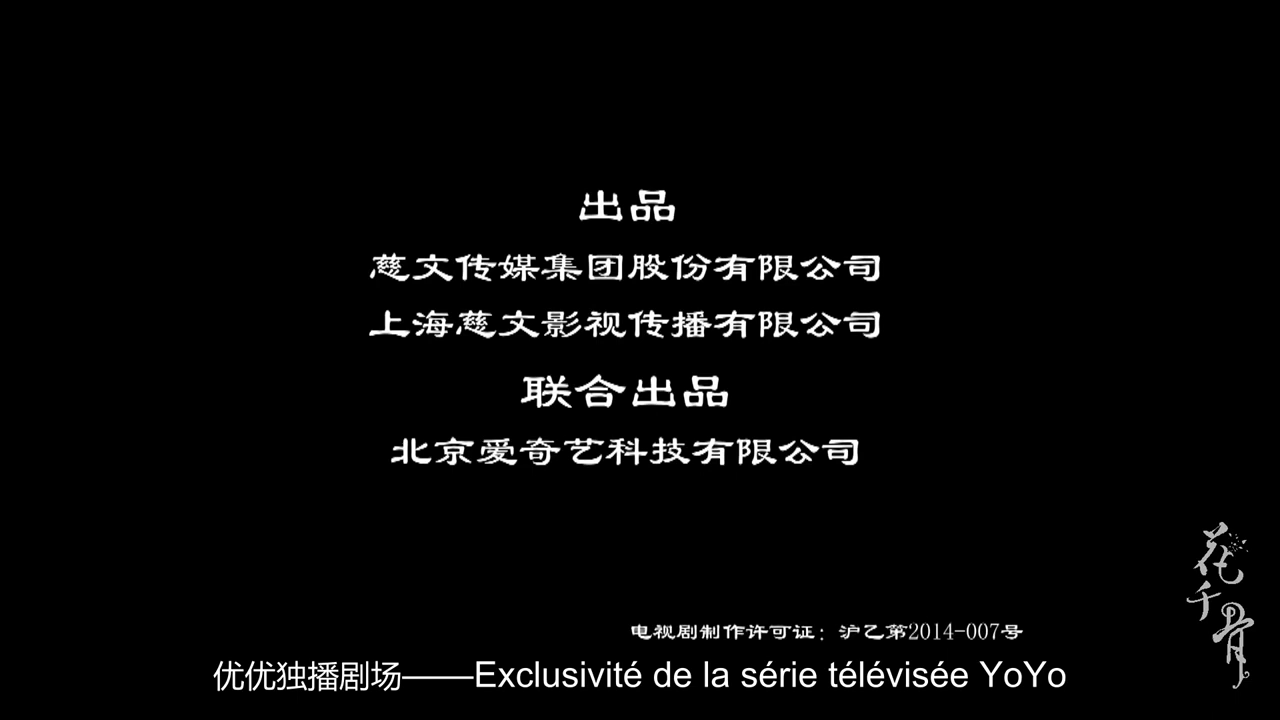 出品
慈文传媒集团股份有限公司
上海慈文影视传播有限公司
联合出品
北京爱奇艺科技有限公司
花千骨
电视剧制作许可证：沪乙第2014-007号
优优独播剧场——Exclusivité de la série télévisée YoYo